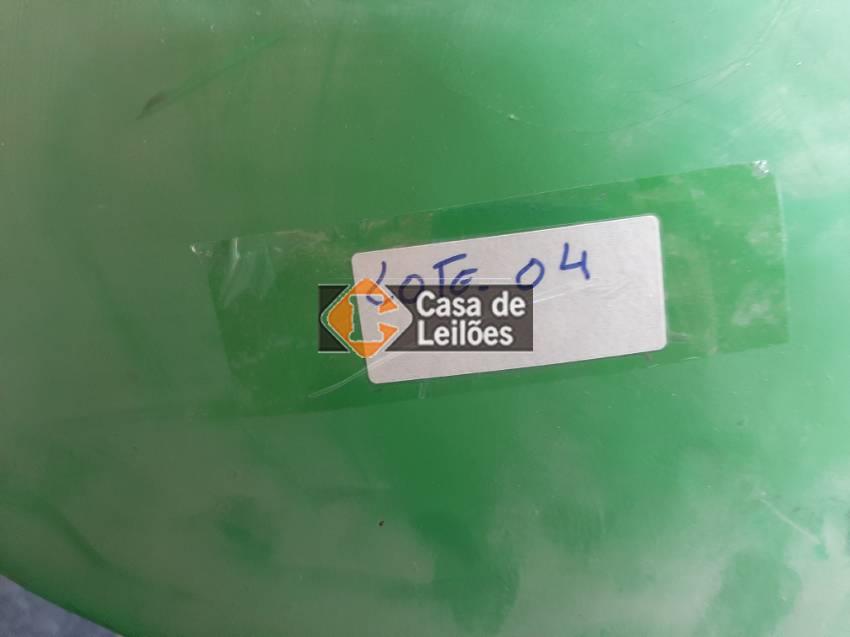 LOTE. 04
Casa de
Leilões